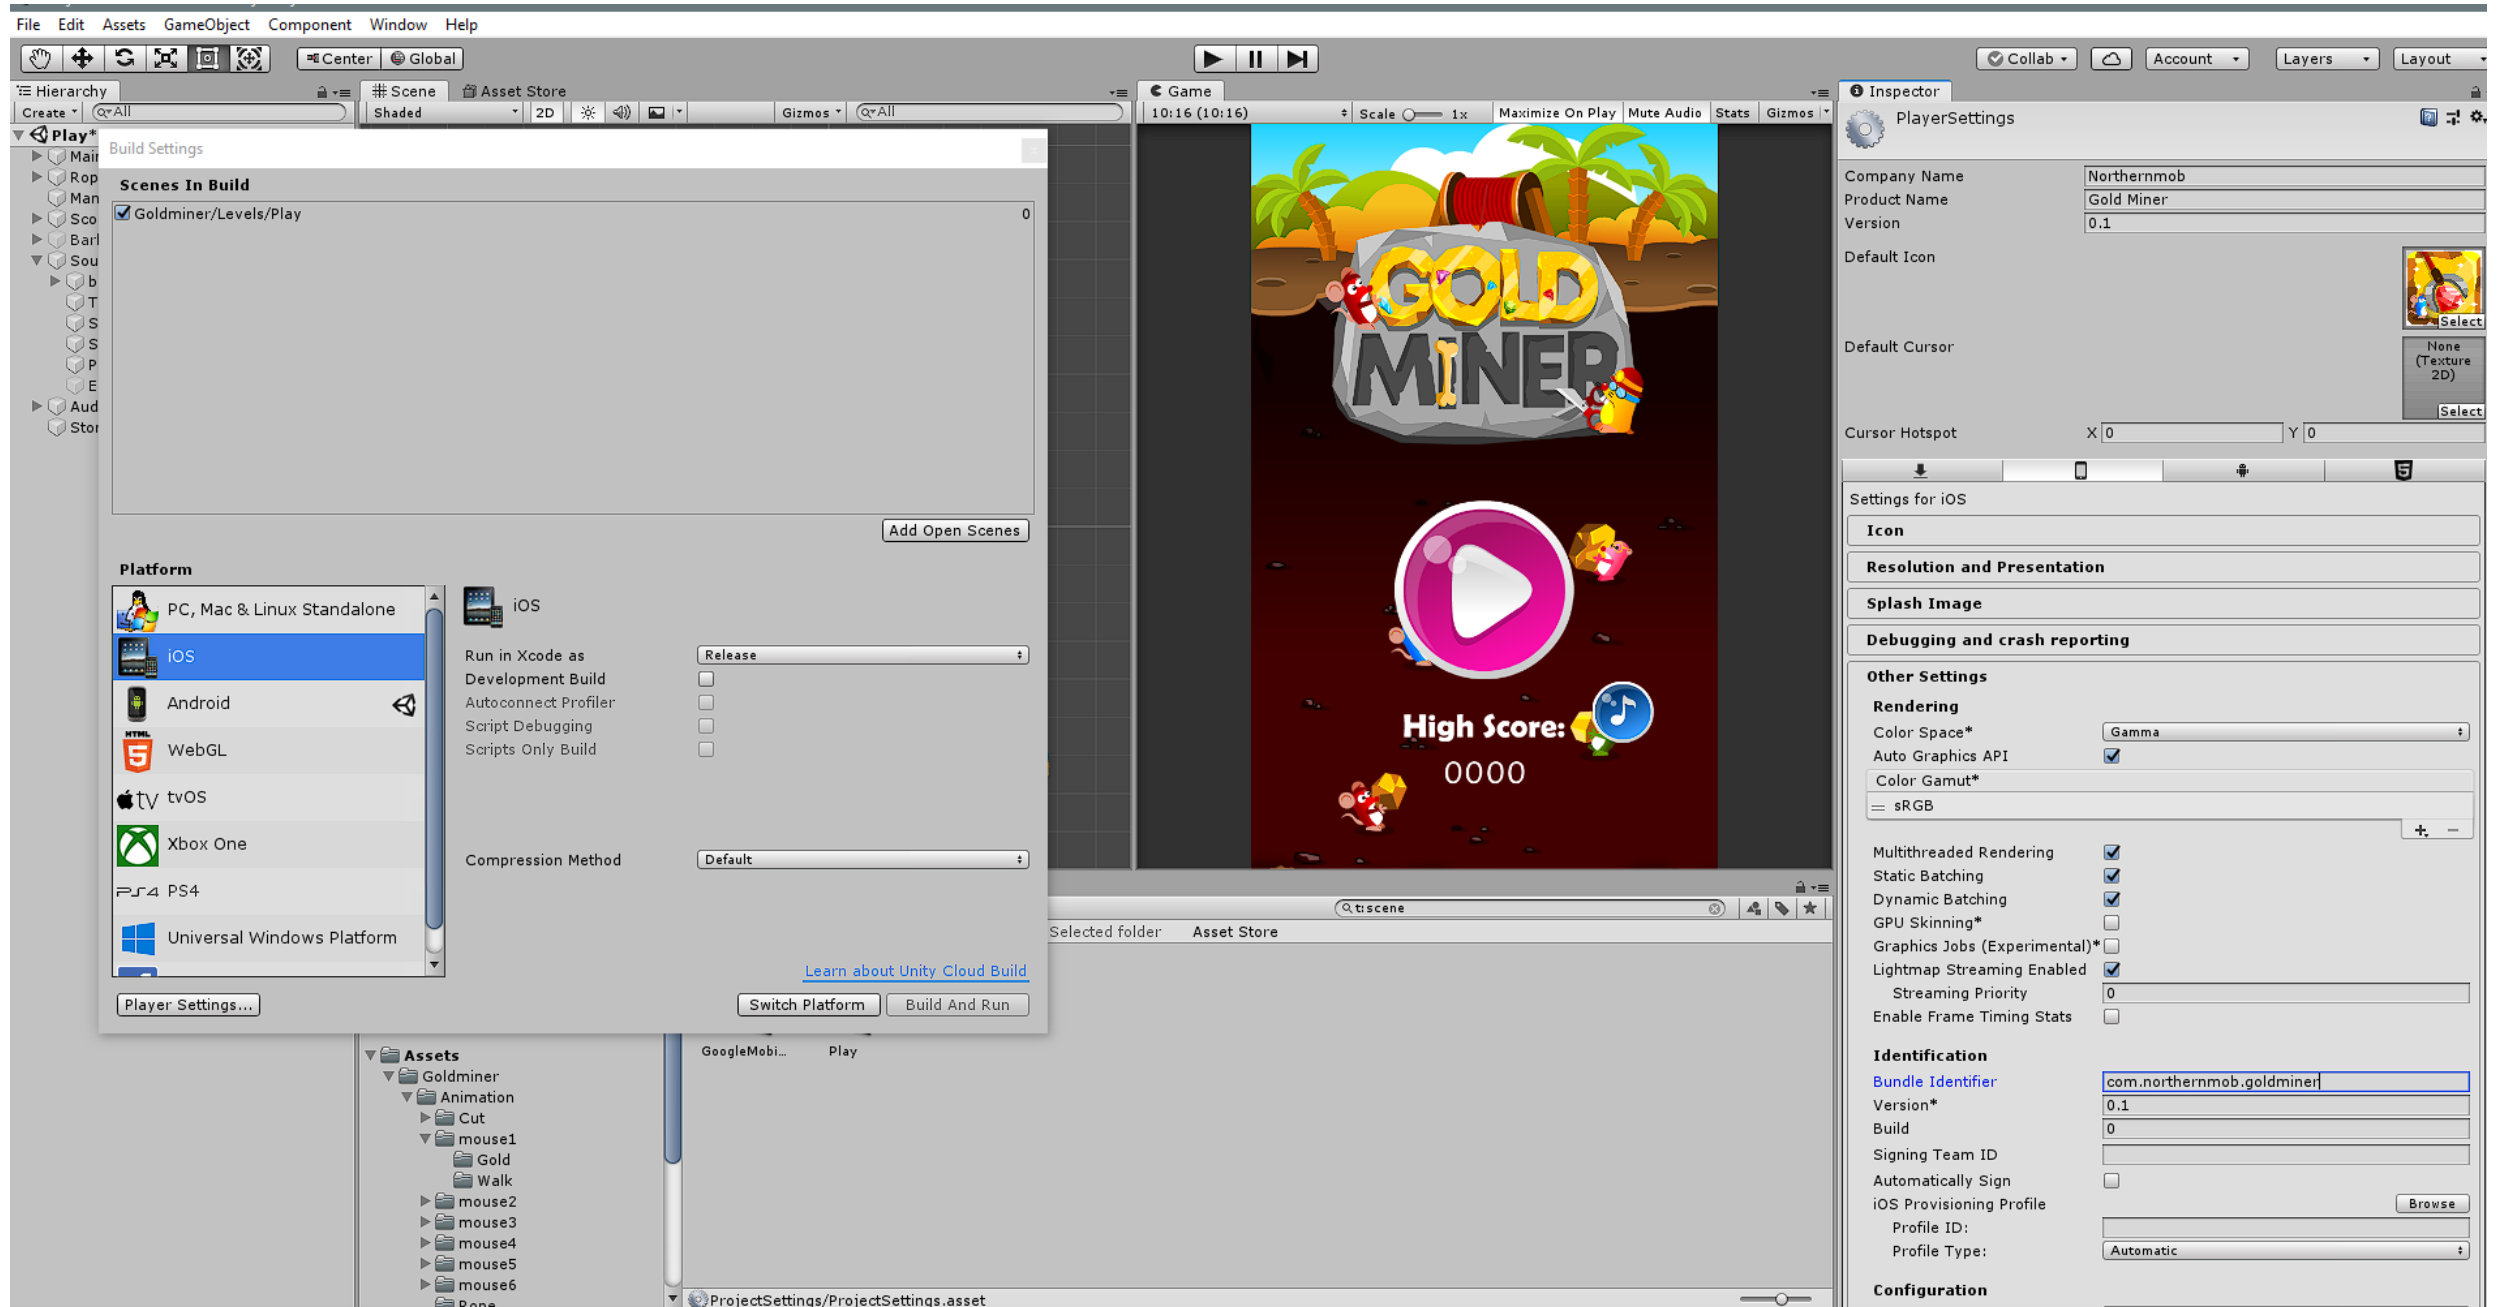 File Edit Assets GameObject Component Window Help
Center Global
Collab Account Layers Layout
Hierarchy
Create All
Play*
Mair
Rop
Man
Sco
Barl
Sou
b
T
S
S
P
E
Aud
Stor
Scene Asset Store
Shaded 2D Gizmos All
Build Settings
Scenes In Build
Goldminer/Levels/Play 0
Add Open Scenes
Platform
PC, Mac & Linux Standalone
iOS
Android
HTML
5
WebGL
tv tvOS
Xbox One
PS4 PS4
Universal Windows Platform
iOS
Run in Xcode as Release
Development Build
Autoconnect Profiler
Script Debugging
Scripts Only Build
Compression Method Default
Learn about Unity Cloud Build
Player Settings... Switch Platform Build And Run
Game
10:16 (10:16) Scale 1x Maximize On Play Mute Audio Stats Gizmos
GOLD
MINER
High Score:
0000
t:scene
Selected folder Asset Store
GoogleMobi... Play
Assets
Goldminer
Animation
Cut
mouse1
Gold
Walk
mouse2
mouse3
mouse4
mouse5
mouse6
ProjectSettings/ProjectSettings.asset
Inspector
PlayerSettings
Company Name Northernmob
Product Name Gold Miner
Version 0.1
Default Icon
Select
Default Cursor
None
(Texture
2D)
Select
Cursor Hotspot X 0 Y 0
5
Settings for iOS
Icon
Resolution and Presentation
Splash Image
Debugging and crash reporting
Other Settings
Rendering
Color Space* Gamma
Auto Graphics API
Color Gamut*
sRGB
Multithreaded Rendering
Static Batching
Dynamic Batching
GPU Skinning*
Graphics Jobs (Experimental)*
Lightmap Streaming Enabled
Streaming Priority 0
Enable Frame Timing Stats
Identification
Bundle Identifier com.northernmob.goldminer
Version* 0.1
Build 0
Signing Team ID
Automatically Sign
iOS Provisioning Profile Browse
Profile ID:
Profile Type: Automatic
Configuration